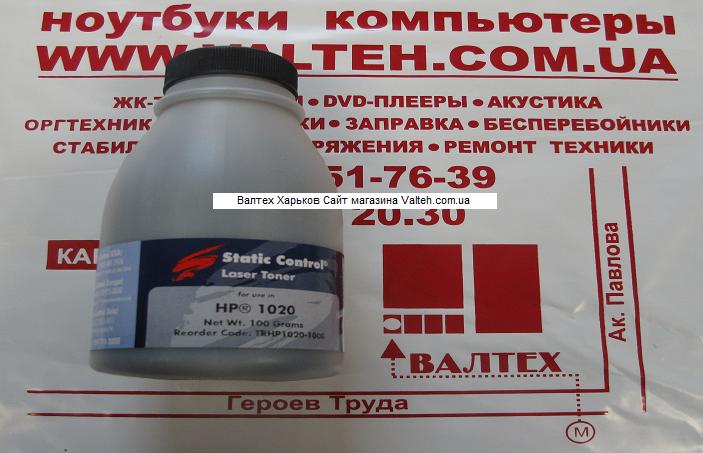 ноутбуки компьютеры
WWW.VALTEH.COM.UA
ЖК-Т И • DVD-ПЛЕЕРЫ • АКУСТИКА
ОРГТЕХНИК КИ • ЗАПРАВКА • БЕСПЕРЕБОЙНИКИ
СТАБИЛ РЯЖЕНИЯ • РЕМОНТ ТЕХНИКИ
51-76-39
Валтех Харьков Сайт магазина Valteh.com.ua
20.30
Static Control®
Laser Toner
for use in
HP® 1020
Net Wt. 100 Grams
Reorder Code: TRHP1020-100B
КАР
Ак. Павлова
ВАЛТЕХ
Героев Труда
М